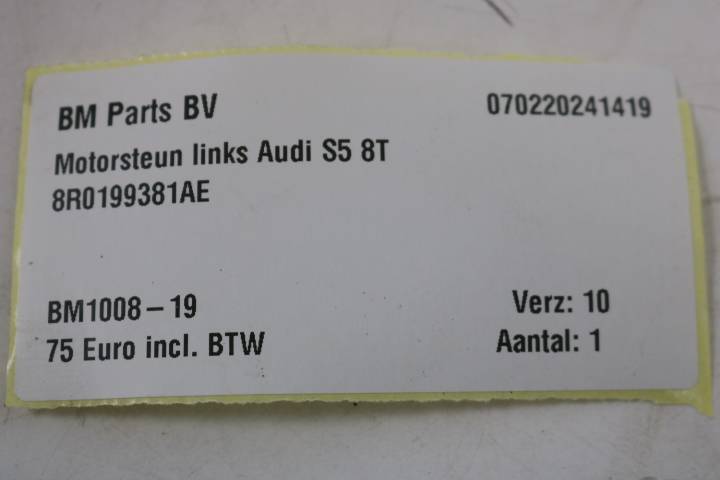 BM Parts BV 070220241419
Motorsteun links Audi S5 8T
8R0199381AE
BM1008-19 Verz: 10
75 Euro incl. BTW Aantal: 1